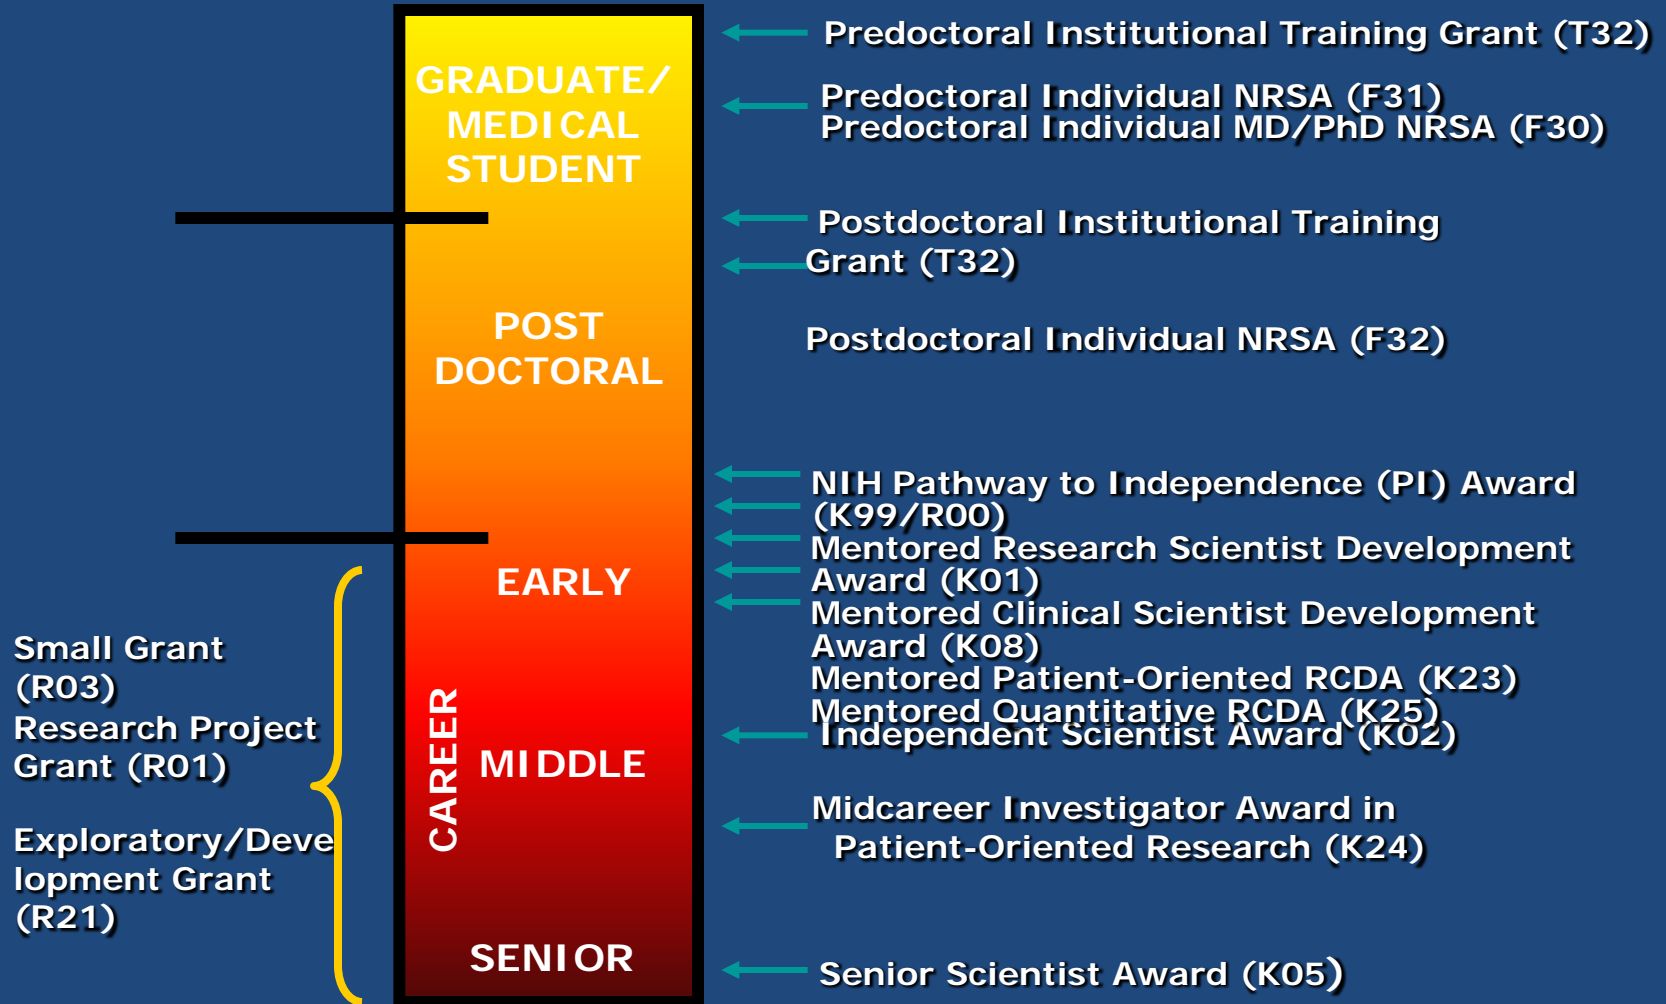 GRADUATE/
MEDICAL
STUDENT
POST
DOCTORAL
EARLY
CAREER
MIDDLE
SENIOR
Small Grant
(R03)
Research Project
Grant (R01)
Exploratory/Deve
lopment Grant
(R21)
Predoctoral Institutional Training Grant (T32)
Predoctoral Individual NRSA (F31)
Predoctoral Individual MD/PhD NRSA (F30)
Postdoctoral Institutional Training
Grant (T32)
Postdoctoral Individual NRSA (F32)
NIH Pathway to Independence (PI) Award
(K99/R00)
Mentored Research Scientist Development
Award (K01)
Mentored Clinical Scientist Development
Award (K08)
Mentored Patient-Oriented RCDA (K23)
Mentored Quantitative RCDA (K25)
Independent Scientist Award (K02)
Midcareer Investigator Award in
Patient-Oriented Research (K24)
Senior Scientist Award (K05)